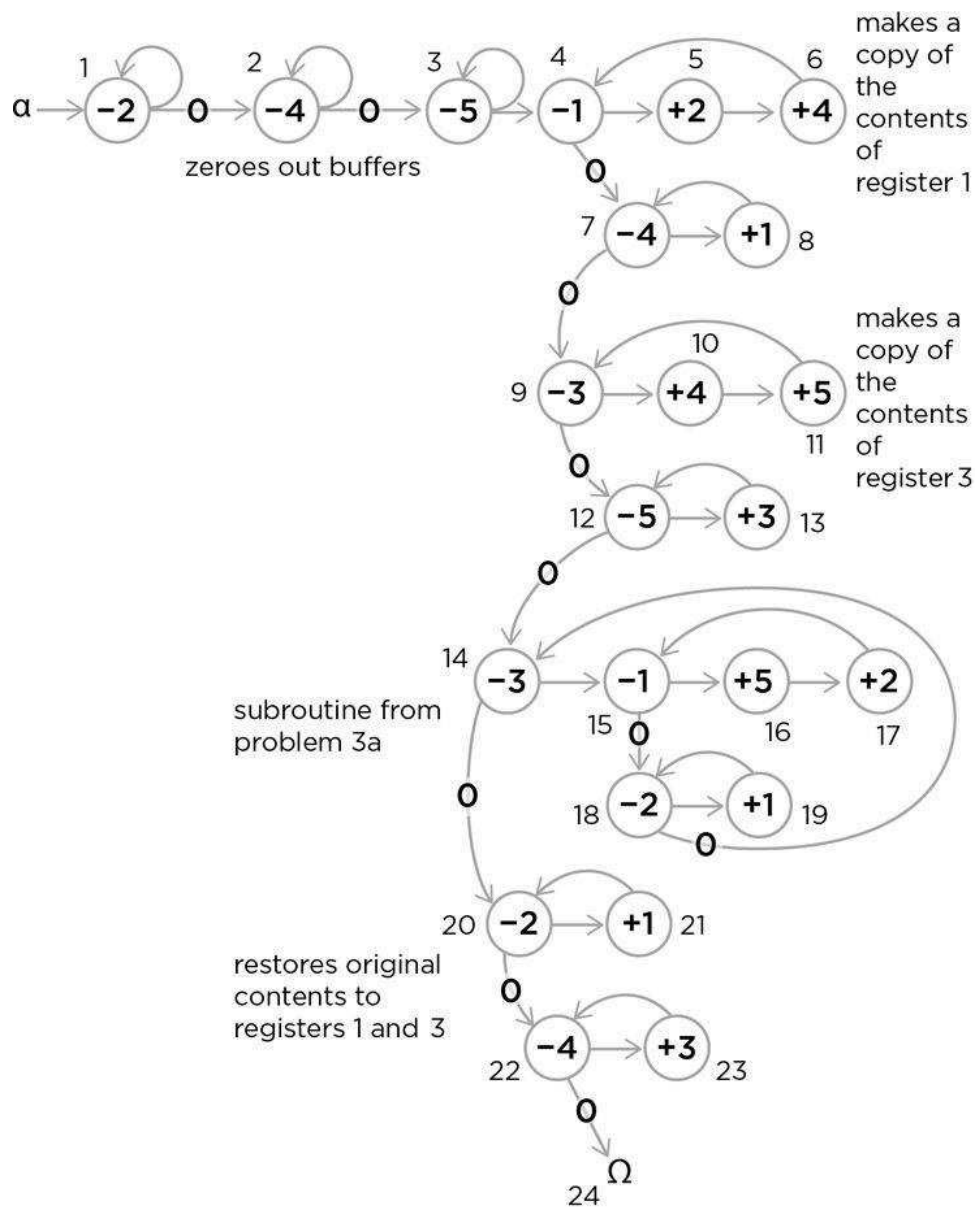 1 2 3 4 5 6
α −2 0 −4 0 −5 −1 +2 +4
makes a
copy of
the
contents
of
register 1
zeroes out buffers
0
7 −4 +1 8
0
makes a
copy of
the
contents
of
register 3
10
9 −3 +4 +5
11
0
12 −5 +3 13
0
14 −3 −1 +5 +2
15 16 17
subroutine from
problem 3a
0
0
18 −2 +1 19
0
20 −2 +1 21
restores original
contents to
registers 1 and 3
0
−4 +3
22 23
0
Ω
24